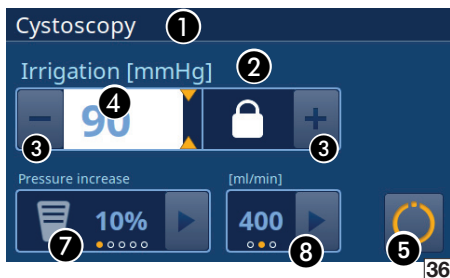 Cystoscopy 1
Irrigation [mmHg] 2
− 4 90 +
3 3
Pressure increase [ml/min]
10% 400
7 8 5
36